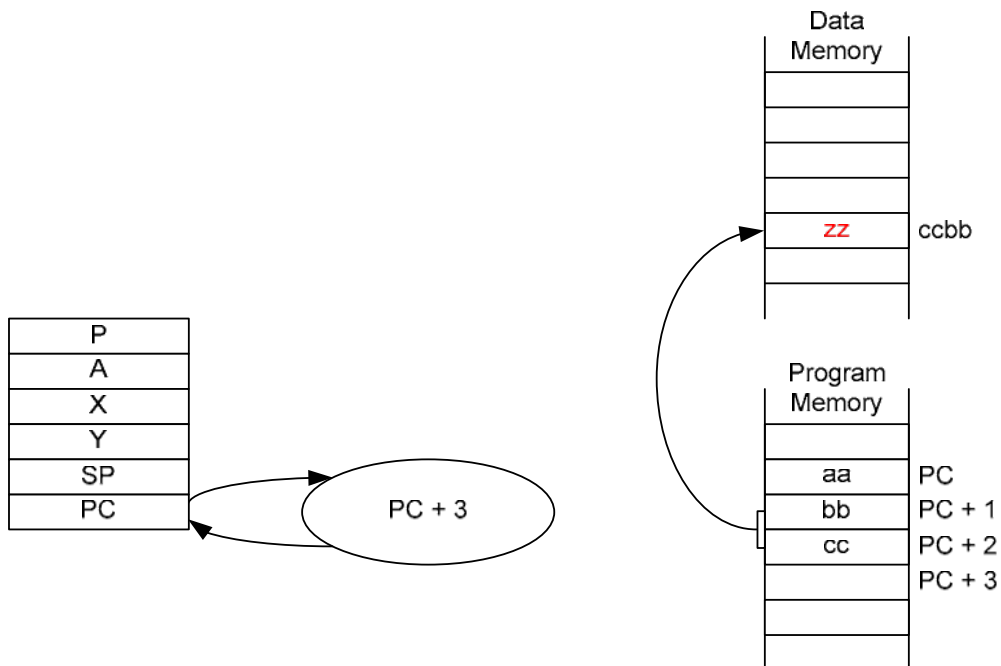 Data
Memory
zz
ccbb
P
A
X
Y
SP
PC
PC + 3
Program
Memory
aa
PC
bb
PC + 1
cc
PC + 2
PC + 3